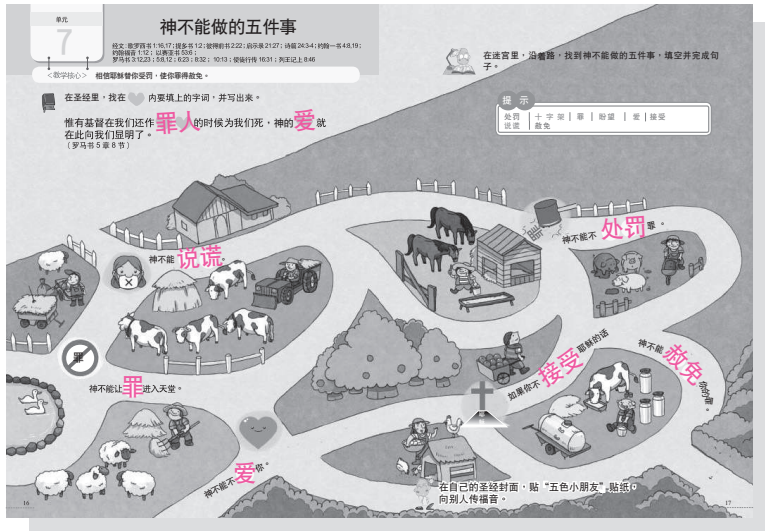 单元
7
神不能做的五件事
经文：歌罗西书 1:16,17；提多书 1:2；彼得前书 2:22；启示录 21:27；诗篇 24:3-4；约翰一书 4:8,19；
约翰福音 1:12； 以赛亚书 53:6；
罗马书 3:12,23；5:8,12；6:23；8:32； 10:13；使徒行传 16:31；列王记上 8:46
＜教学核心＞ 相信耶稣替你受罚，使你罪得赦免。
在圣经里，找在 内要填上的字词，并写出来。
惟有基督在我们还作罪人的时候为我们死，神的爱就
在此向我们显明了。
（罗马书 5 章 8 节）
在迷宫里，沿着路，找到神不能做的五件事，填空并完成句
子。
提 示
处罚 | 十 字 架 | 罪 | 盼望 | 爱 | 接受
说谎 | 赦免
神不能说谎。
神不能不处罚罪。
罪
神不能让罪进入天堂。
神不能不爱你。
如果你不接受耶稣的话
神不能赦免你的罪。
在自己的圣经封面，贴“五色小朋友”贴纸，
向别人传福音。
16
17